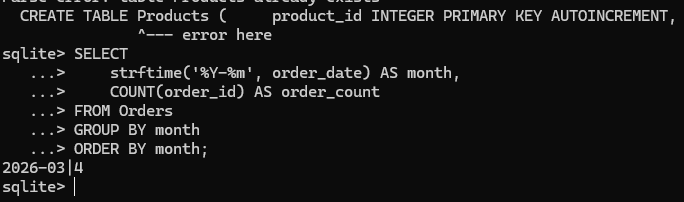 Parse error: table Products already exists
  CREATE TABLE Products (     product_id INTEGER PRIMARY KEY AUTOINCREMENT,
               ^--- error here
sqlite> SELECT
   ...>     strftime('%Y-%m', order_date) AS month,
   ...>     COUNT(order_id) AS order_count
   ...> FROM Orders
   ...> GROUP BY month
   ...> ORDER BY month;
2026-03|4
sqlite>